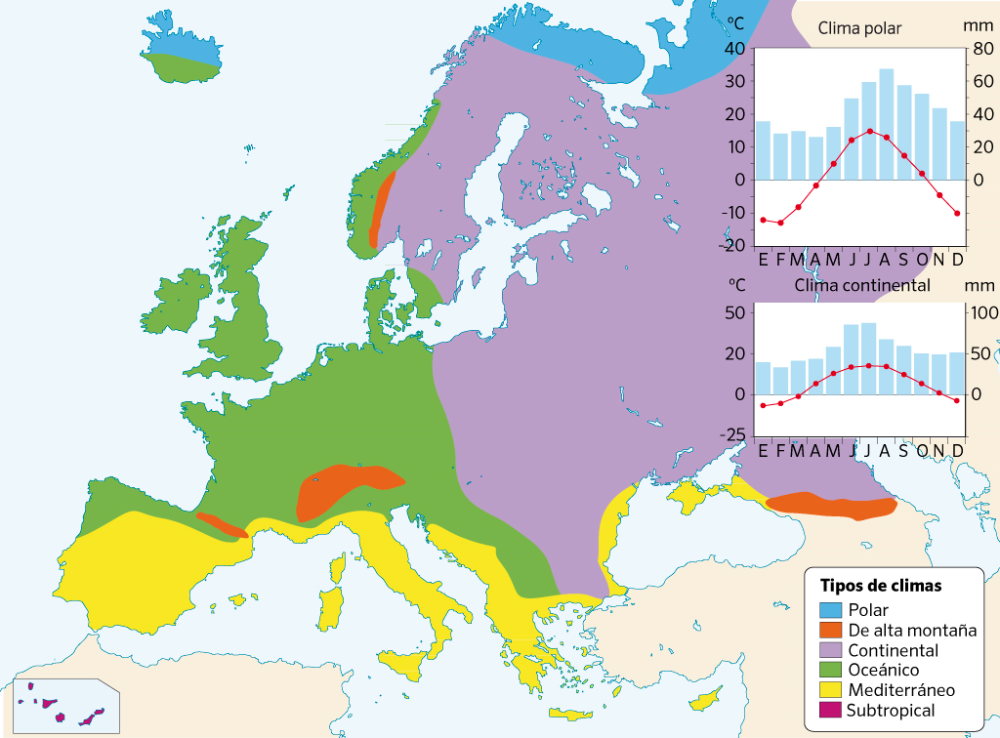 °C Clima polar mm
40 80
30 60
20 40
10 20
0 0
-10
-20
E F M A M J J A S O N D
°C Clima continental mm
50 100
20 50
0 0
-25
E F M A M J J A S O N D
Tipos de climas
Polar
De alta montaña
Continental
Oceánico
Mediterráneo
Subtropical